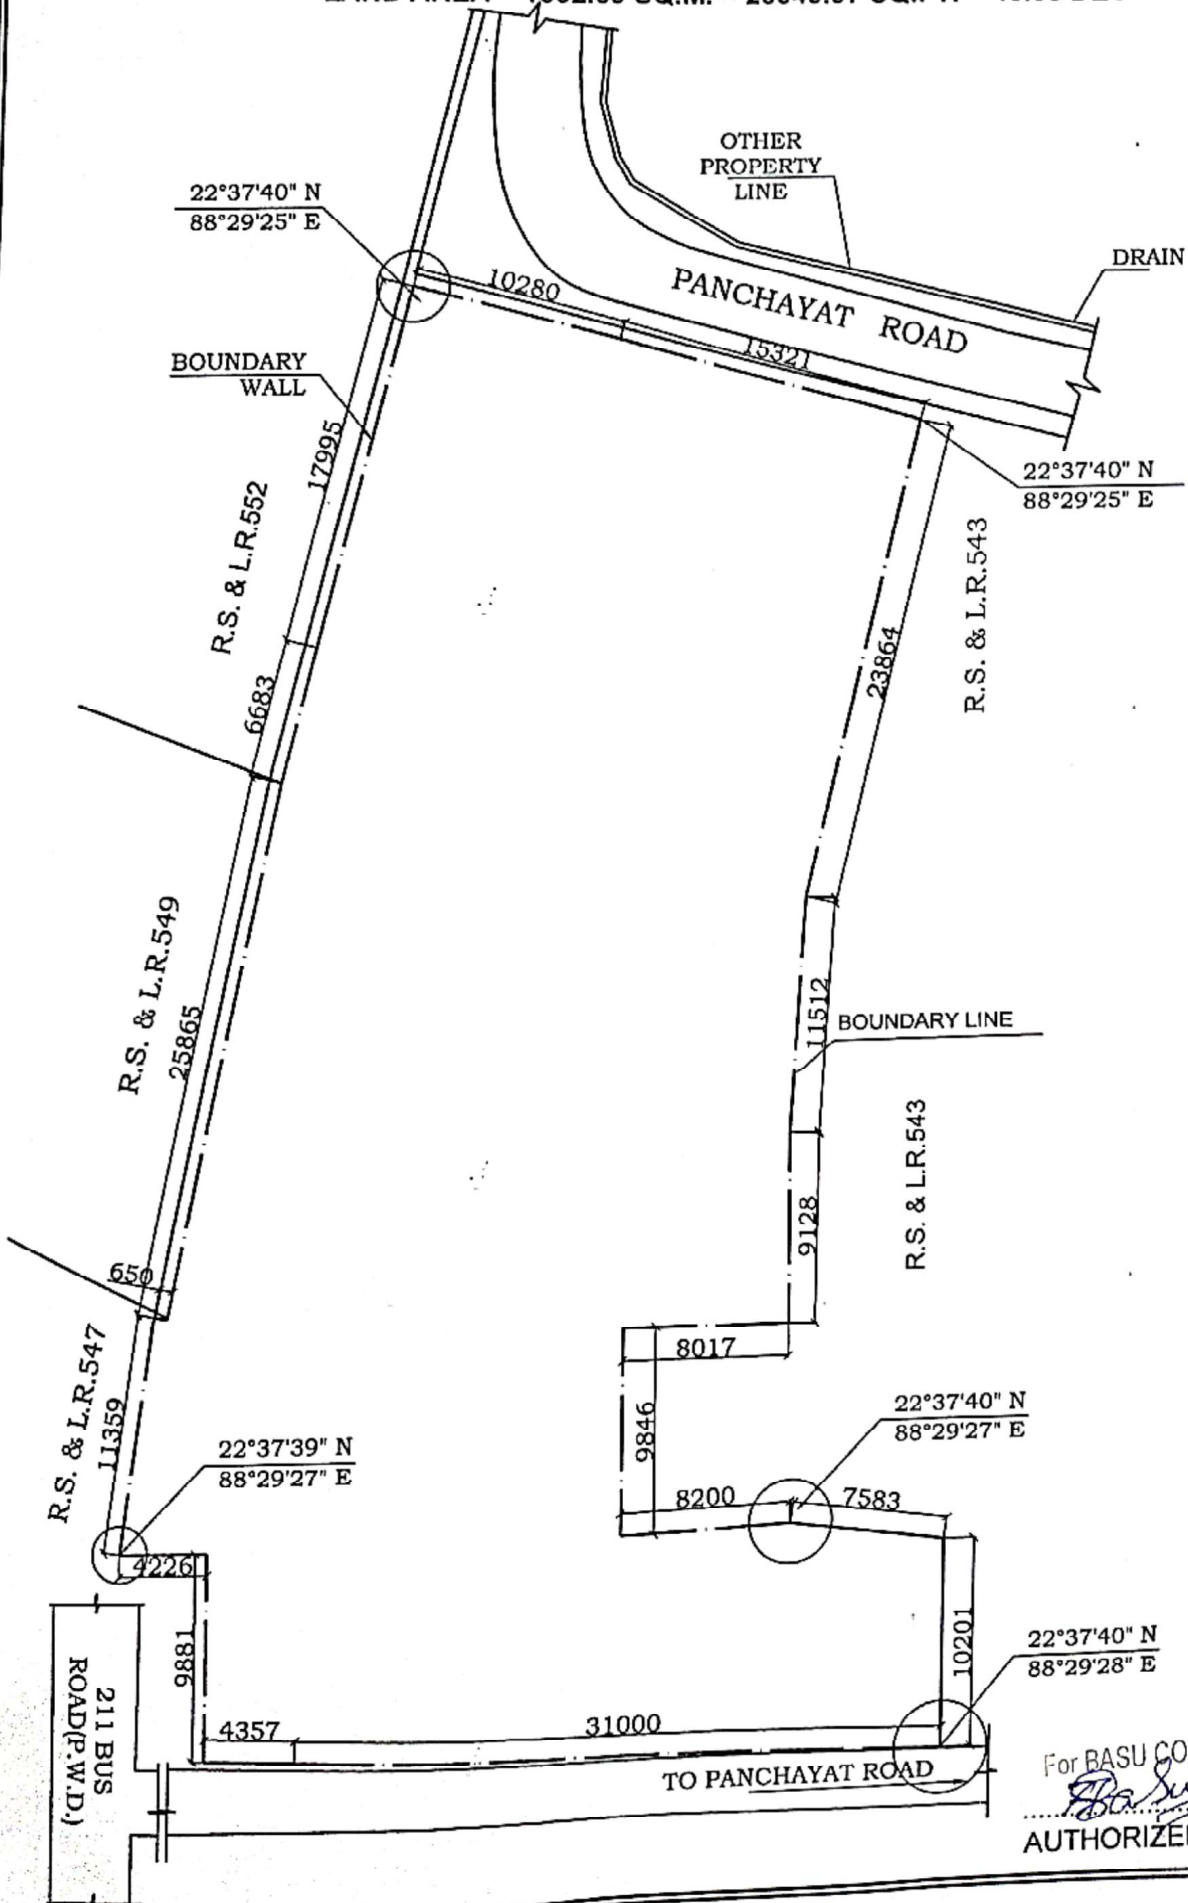 OTHER
PROPERTY
LINE
22°37'40" N
88°29'25" E
DRAIN
10280
PANCHAYAT ROAD
15321
BOUNDARY
WALL
17995
22°37'40" N
88°29'25" E
R.S. & L.R.552
R.S. & L.R.543
23864
6683
R.S. & L.R.549
25865
11512
BOUNDARY LINE
R.S. & L.R.543
9128
650
8017
R.S. & L.R.547
11359
9846
22°37'40" N
88°29'27" E
22°37'39" N
88°29'27" E
8200
7583
4226
9881
10201
22°37'40" N
88°29'28" E
211 BUS
ROAD(P.W.D.)
4357
31000
TO PANCHAYAT ROAD
For BASU CO
AUTHORIZE